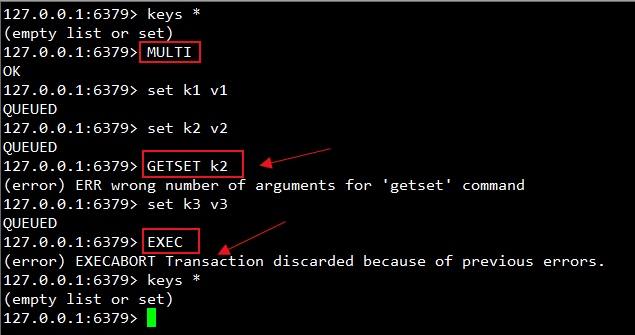 127.0.0.1:6379> keys *
(empty list or set)
127.0.0.1:6379> MULTI
OK
127.0.0.1:6379> set k1 v1
QUEUED
127.0.0.1:6379> set k2 v2
QUEUED
127.0.0.1:6379> GETSET k2
(error) ERR wrong number of arguments for 'getset' command
127.0.0.1:6379> set k3 v3
QUEUED
127.0.0.1:6379> EXEC
(error) EXECABORT Transaction discarded because of previous errors.
127.0.0.1:6379> keys *
(empty list or set)
127.0.0.1:6379>